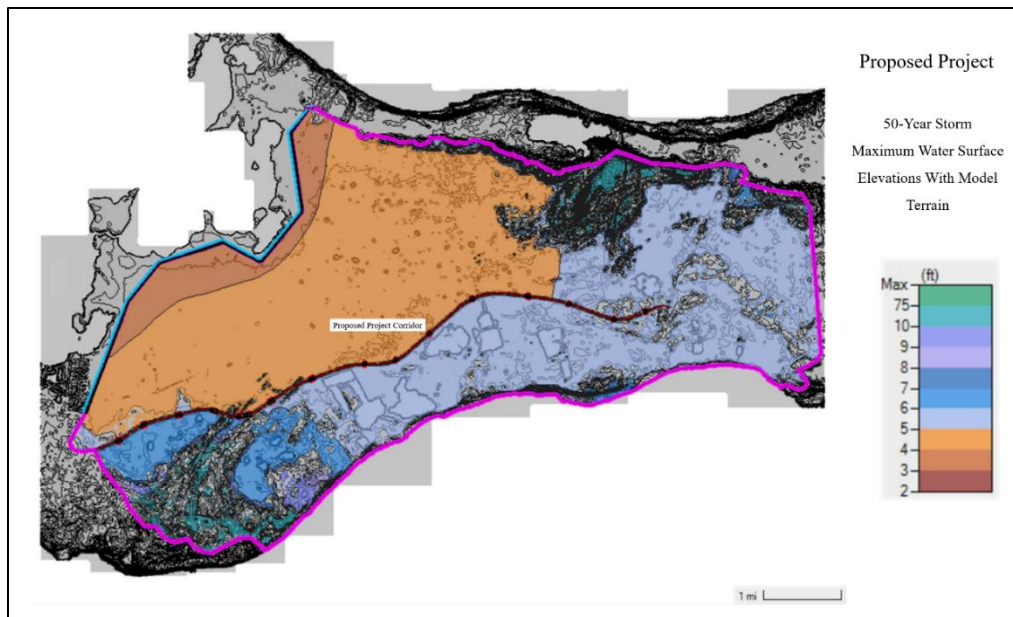 Proposed Project
50-Year Storm
Maximum Water Surface
Elevations With Model
Terrain
Proposed Project Corridor
(ft)
Max
75
10
9
8
7
6
5
4
3
2
1 mi